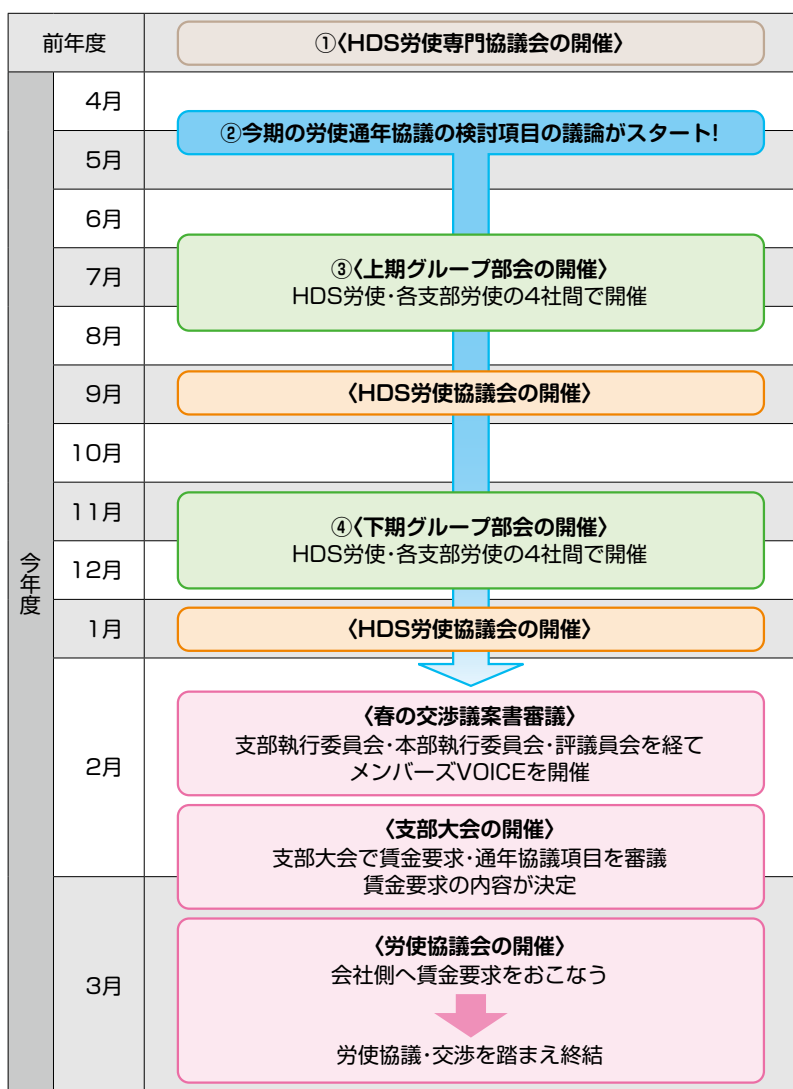 前年度
①〈HDS労使専門協議会の開催〉
今年度
4月
②今期の労使通年協議の検討項目の議論がスタート!
5月
6月
7月
③〈上期グループ部会の開催〉
HDS労使・各支部労使の4社間で開催
8月
9月
〈HDS労使協議会の開催〉
10月
11月
④〈下期グループ部会の開催〉
HDS労使・各支部労使の4社間で開催
12月
1月
〈HDS労使協議会の開催〉
2月
〈春の交渉議案書審議〉
支部執行委員会・本部執行委員会・評議員会を経て
メンバーズVOICEを開催
〈支部大会の開催〉
支部大会で賃金要求・通年協議項目を審議
賃金要求の内容が決定
3月
〈労使協議会の開催〉
会社側へ賃金要求をおこなう
労使協議・交渉を踏まえ終結